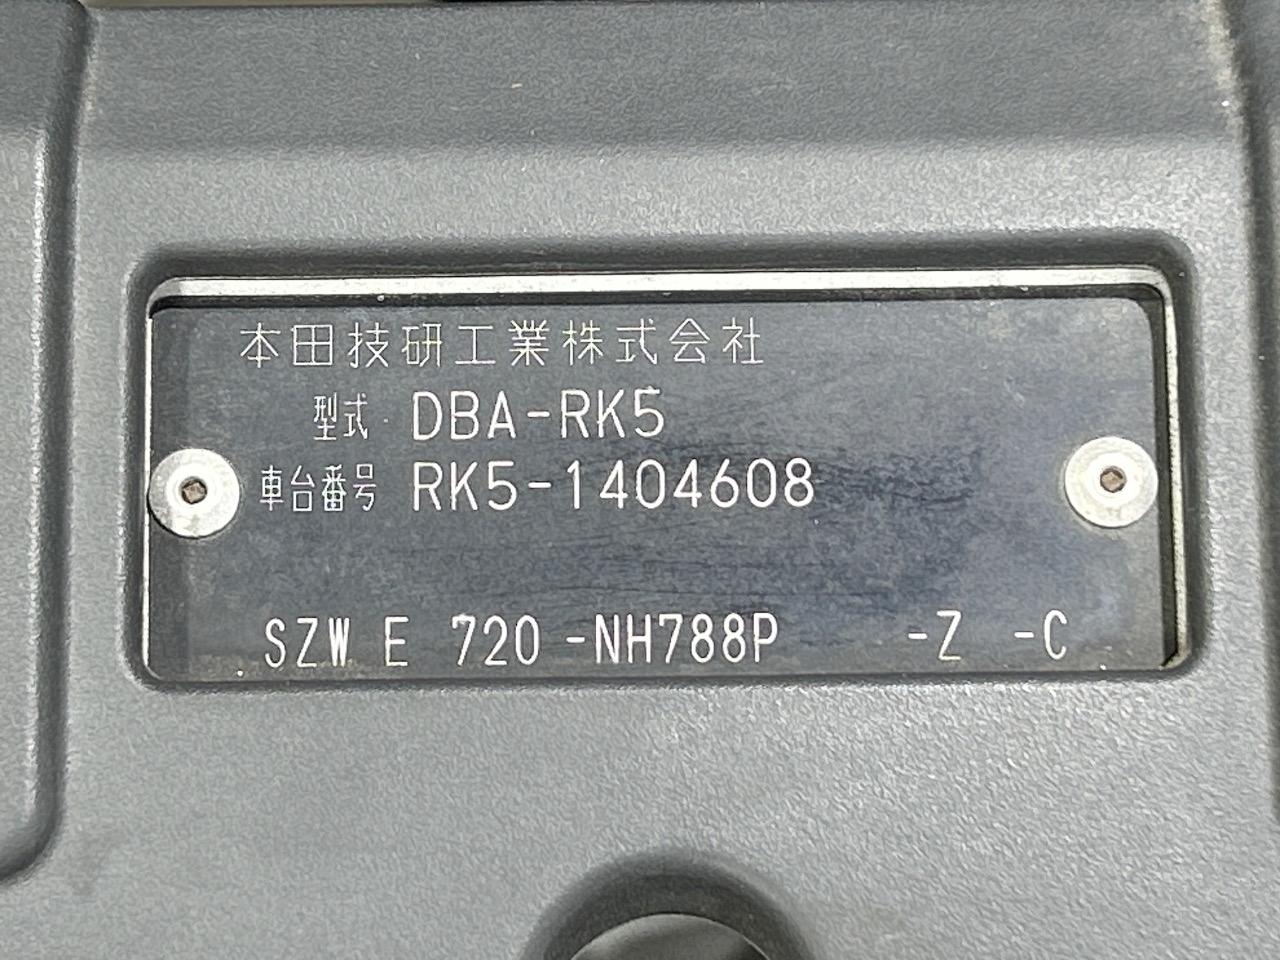 本田技研工業株式会社
型式 DBA-RK5
車台番号 RK5-1404608
SZW E 720 -NH788P -Z -C